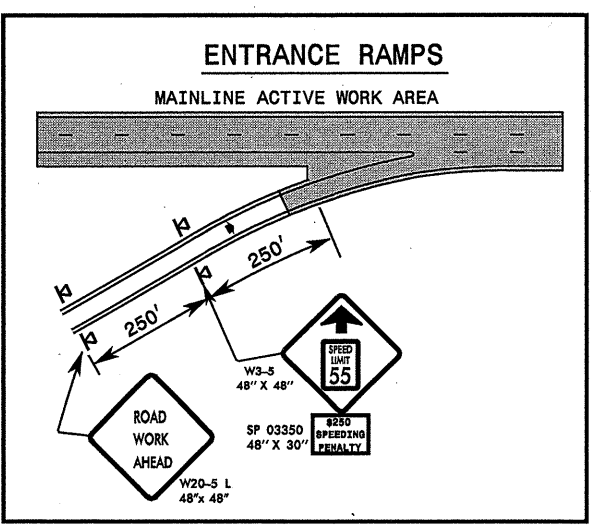 ENTRANCE RAMPS
MAINLINE ACTIVE WORK AREA
250'
250'
W3-5
48" X 48"
SPEED
LIMIT
55
SP 03350
48" X 30"
$250
SPEEDING
PENALTY
ROAD
WORK
AHEAD
W20-5 L
48"x 48"